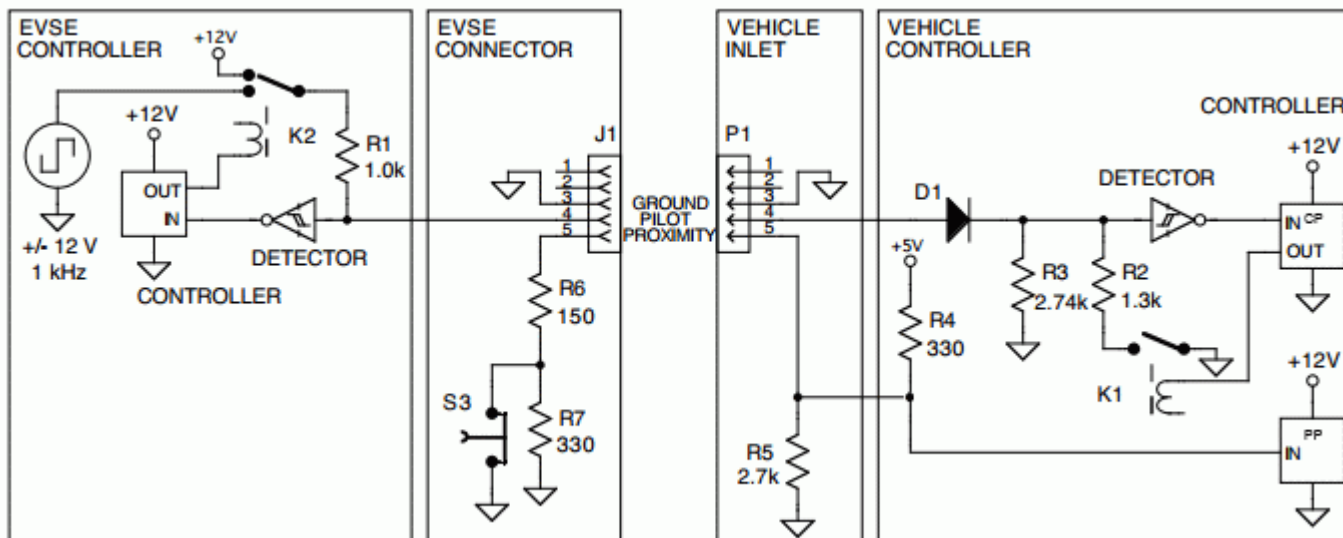 EVSE
CONTROLLER
+12V
+12V
K2
R1
1.0k
OUT
IN
+/- 12 V
1 kHz
DETECTOR
CONTROLLER
EVSE
CONNECTOR
J1
1
2
3
4
5
R6
150
S3
R7
330
GROUND
PILOT
PROXIMITY
VEHICLE
INLET
P1
1
2
3
4
5
R5
2.7k
VEHICLE
CONTROLLER
CONTROLLER
+12V
DETECTOR
D1
IN CP
OUT
+5V
R3
2.74k
R2
1.3k
R4
330
K1
+12V
PP
IN